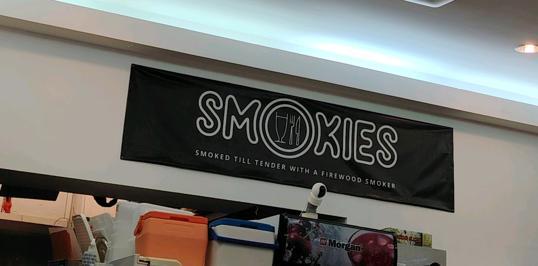 SMOKIES
SMOKED TILL TENDER WITH A FIREWOOD SMOKER
Morgan